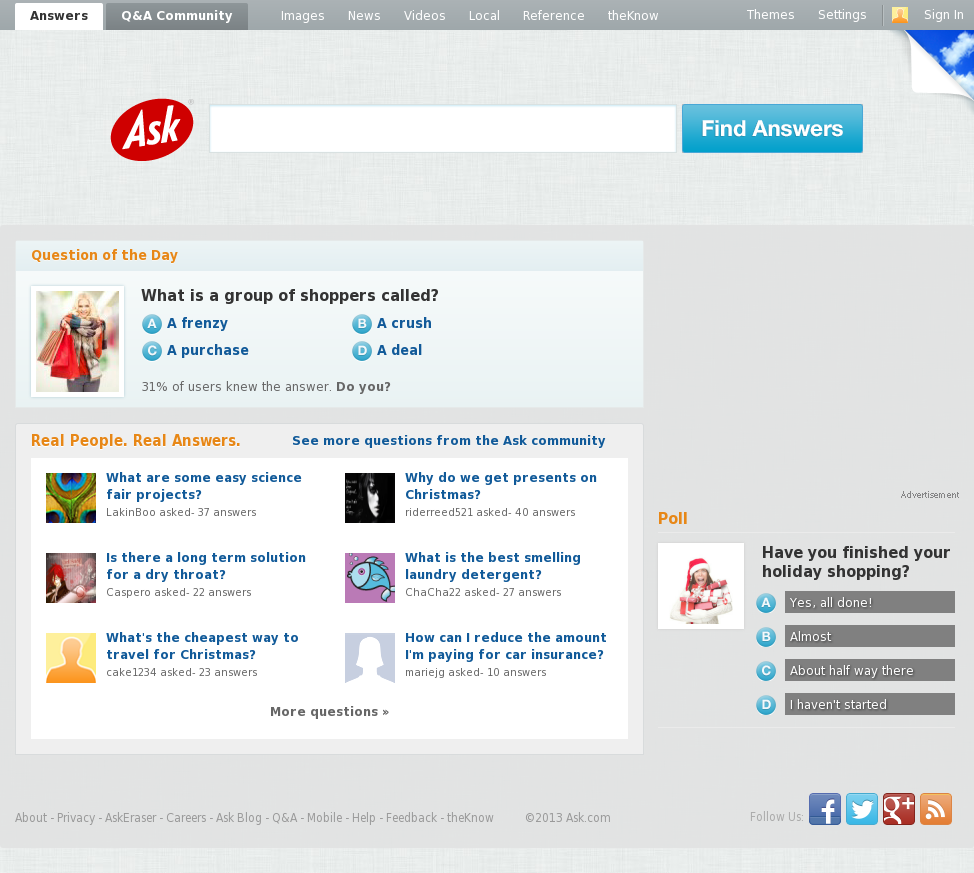 Answers
Q&A Community
Images
News
Videos
Local
Reference
theKnow
Themes
Settings
Sign In
Ask
Find Answers
Question of the Day
What is a group of shoppers called?
A A frenzy
B A crush
C A purchase
D A deal
31% of users knew the answer. Do you?
Real People. Real Answers.
See more questions from the Ask community
What are some easy science
fair projects?
LakinBoo asked- 37 answers
Why do we get presents on
Christmas?
riderreed521 asked- 40 answers
Is there a long term solution
for a dry throat?
Caspero asked- 22 answers
What is the best smelling
laundry detergent?
ChaCha22 asked- 27 answers
What's the cheapest way to
travel for Christmas?
cake1234 asked- 23 answers
How can I reduce the amount
I'm paying for car insurance?
mariejg asked- 10 answers
More questions »
Advertisement
Poll
Have you finished your
holiday shopping?
A Yes, all done!
B Almost
C About half way there
D I haven't started
About - Privacy - AskEraser - Careers - Ask Blog - Q&A - Mobile - Help - Feedback - theKnow
©2013 Ask.com
Follow Us: